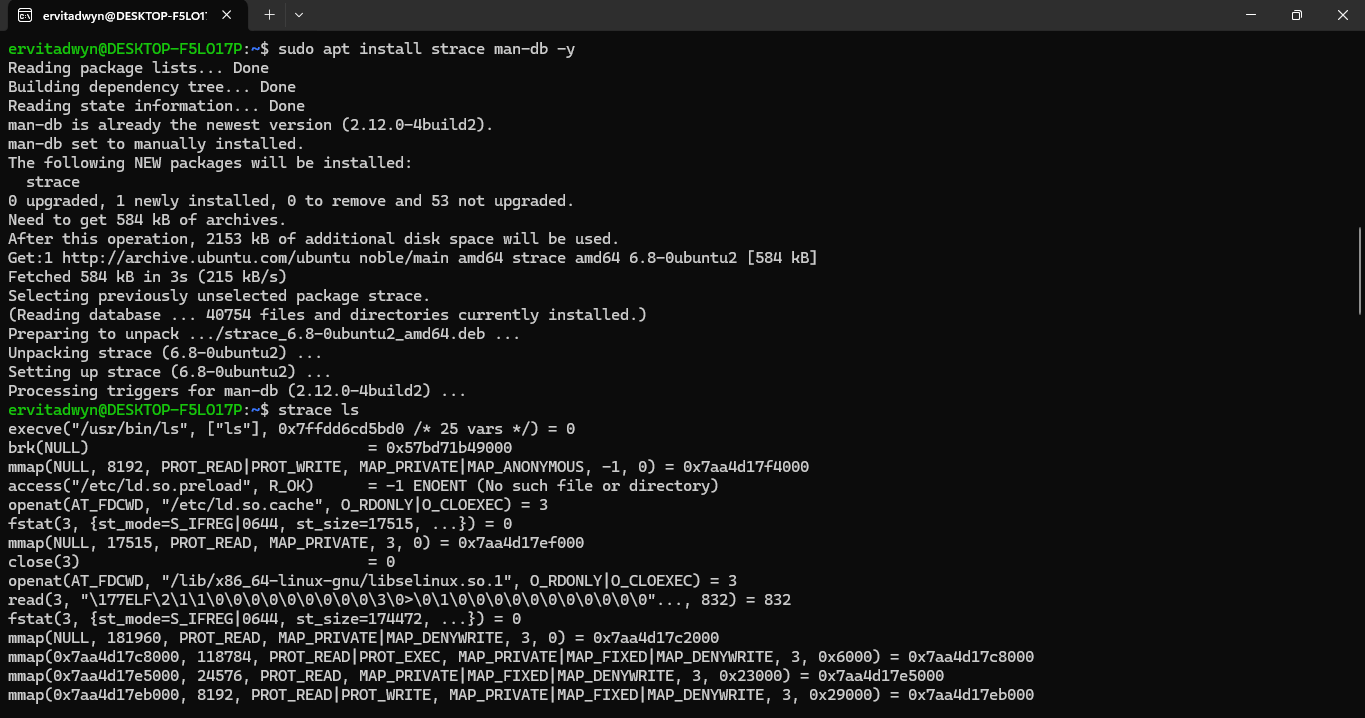 ervitadwyn@DESKTOP-F5LO17
ervitadwyn@DESKTOP-F5LO17P:~$ sudo apt install strace man-db -y
Reading package lists... Done
Building dependency tree... Done
Reading state information... Done
man-db is already the newest version (2.12.0-4build2).
man-db set to manually installed.
The following NEW packages will be installed:
  strace
0 upgraded, 1 newly installed, 0 to remove and 53 not upgraded.
Need to get 584 kB of archives.
After this operation, 2153 kB of additional disk space will be used.
Get:1 http://archive.ubuntu.com/ubuntu noble/main amd64 strace amd64 6.8-0ubuntu2 [584 kB]
Fetched 584 kB in 3s (215 kB/s)
Selecting previously unselected package strace.
(Reading database ... 40754 files and directories currently installed.)
Preparing to unpack .../strace_6.8-0ubuntu2_amd64.deb ...
Unpacking strace (6.8-0ubuntu2) ...
Setting up strace (6.8-0ubuntu2) ...
Processing triggers for man-db (2.12.0-4build2) ...
ervitadwyn@DESKTOP-F5LO17P:~$ strace ls
execve("/usr/bin/ls", ["ls"], 0x7ffdd6cd5bd0 /* 25 vars */) = 0
brk(NULL)                               = 0x57bd71b49000
mmap(NULL, 8192, PROT_READ|PROT_WRITE, MAP_PRIVATE|MAP_ANONYMOUS, -1, 0) = 0x7aa4d17f4000
access("/etc/ld.so.preload", R_OK)      = -1 ENOENT (No such file or directory)
openat(AT_FDCWD, "/etc/ld.so.cache", O_RDONLY|O_CLOEXEC) = 3
fstat(3, {st_mode=S_IFREG|0644, st_size=17515, ...}) = 0
mmap(NULL, 17515, PROT_READ, MAP_PRIVATE, 3, 0) = 0x7aa4d17ef000
close(3)                                = 0
openat(AT_FDCWD, "/lib/x86_64-linux-gnu/libselinux.so.1", O_RDONLY|O_CLOEXEC) = 3
read(3, "\177ELF\2\1\1\0\0\0\0\0\0\0\0\0\3\0>\0\1\0\0\0\0\0\0\0\0\0\0\0"..., 832) = 832
fstat(3, {st_mode=S_IFREG|0644, st_size=174472, ...}) = 0
mmap(NULL, 181960, PROT_READ, MAP_PRIVATE|MAP_DENYWRITE, 3, 0) = 0x7aa4d17c2000
mmap(0x7aa4d17c8000, 118784, PROT_READ|PROT_EXEC, MAP_PRIVATE|MAP_FIXED|MAP_DENYWRITE, 3, 0x6000) = 0x7aa4d17c8000
mmap(0x7aa4d17e5000, 24576, PROT_READ, MAP_PRIVATE|MAP_FIXED|MAP_DENYWRITE, 3, 0x23000) = 0x7aa4d17e5000
mmap(0x7aa4d17eb000, 8192, PROT_READ|PROT_WRITE, MAP_PRIVATE|MAP_FIXED|MAP_DENYWRITE, 3, 0x29000) = 0x7aa4d17eb000